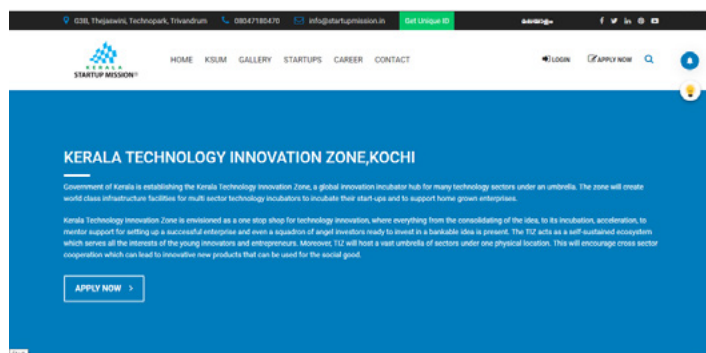 G3B, Thejaswini, Technopark, Trivandrum 08047180470 info@startupmission.in Get Unique ID മലയാളം
KERALA
STARTUP MISSION
HOME KSUM GALLERY STARTUPS CAREER CONTACT LOGIN APPLY NOW
KERALA TECHNOLOGY INNOVATION ZONE,KOCHI
Government of Kerala is establishing the Kerala Technology Innovation Zone, a global innovation incubator hub for many technology sectors under an umbrella. The zone will create
world class infrastructure facilities for multi sector technology incubators to incubate their start-ups and to support home grown enterprises.
Kerala Technology Innovation Zone is envisioned as a one stop shop for technology innovation, where everything from the consolidating of the idea, to its incubation, acceleration, to
mentor support for setting up a successful enterprise and even a squadron of angel investors ready to invest in a bankable idea is present. The TIZ acts as a self-sustained ecosystem
which serves all the interests of the young innovators and entrepreneurs. Moreover, TIZ will host a vast umbrella of sectors under one physical location. This will encourage cross sector
cooperation which can lead to innovative new products that can be used for the social good.
APPLY NOW >